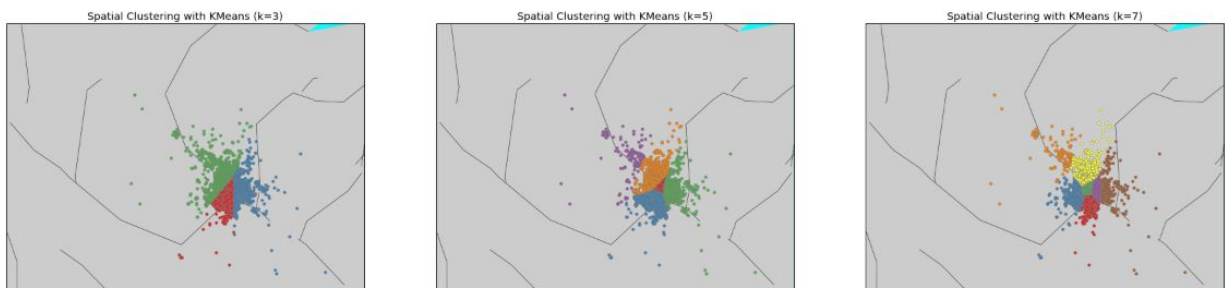 Spatial Clustering with KMeans (k=3)
Spatial Clustering with KMeans (k=5)
Spatial Clustering with KMeans (k=7)